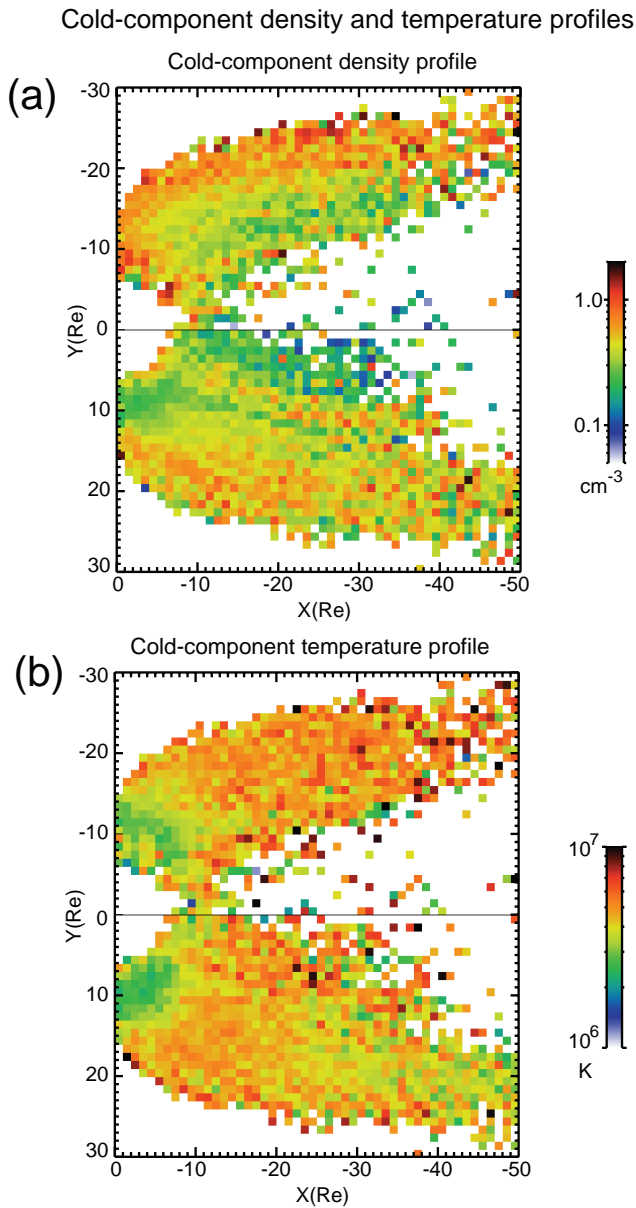 Cold-component density and temperature profiles
Cold-component density profile
(a)
-30
-20
-10
0
10
20
30
Y(Re)
0 -10 -20 -30 -40 -50
X(Re)
1.0
0.1
cm-3
Cold-component temperature profile
(b)
-30
-20
-10
0
10
20
30
Y(Re)
0 -10 -20 -30 -40 -50
X(Re)
10^7
10^6
K